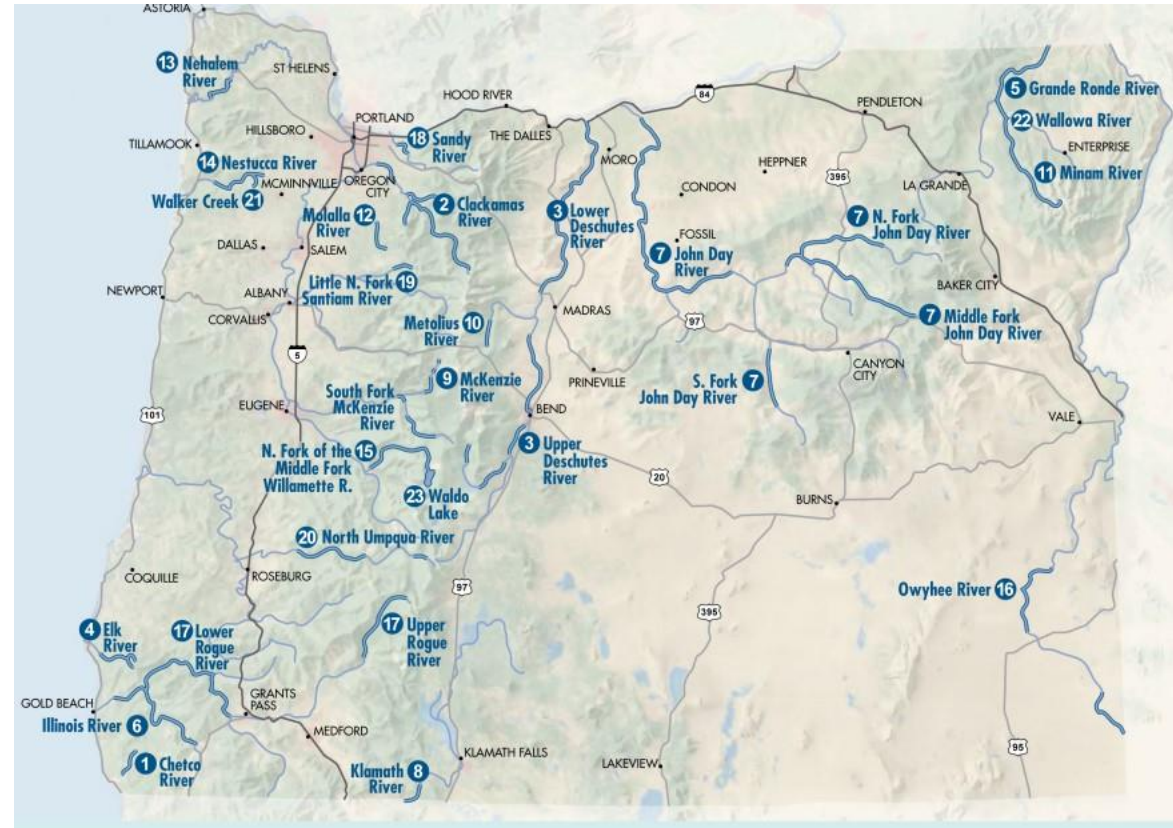 ASTORIA
13 Nehalem
River
ST HELENS
HOOD RIVER
84
PENDLETON
5 Grande Ronde River
PORTLAND
HILLSBORO
18 Sandy
River
THE DALLES
MORO
22 Wallowa River
ENTERPRISE
TILLAMOOK
14 Nestucca River
HEPPNER
395
LA GRANDE
11 Minam River
OREGON
CITY
MCMINNVILLE
Walker Creek 21
CONDON
Molalla 12
River
2 Clackamas
River
3 Lower
Deschutes
River
7 N. Fork
John Day River
DALLAS
SALEM
FOSSIL
7 John Day
River
Little N. Fork 19
Santiam River
NEWPORT
ALBANY
BAKER CITY
CORVALLIS
Metolius 10
River
MADRAS
97
7 Middle Fork
John Day River
5
CANYON
CITY
PRINEVILLE
9 McKenzie
River
S. Fork 7
John Day River
South Fork
McKenzie
River
101
EUGENE
BEND
VALE
N. Fork of the 15
Middle Fork
Willamette R.
3 Upper
Deschutes
River
20
23 Waldo
Lake
BURNS
20 North Umpqua River
COQUILLE
ROSEBURG
97
Owyhee River 16
395
4 Elk
River
17 Lower
Rogue
River
17 Upper
Rogue
River
GOLD BEACH
GRANTS
PASS
Illinois River 6
MEDFORD
KLAMATH FALLS
LAKEVIEW
95
1 Chetco
River
Klamath 8
River